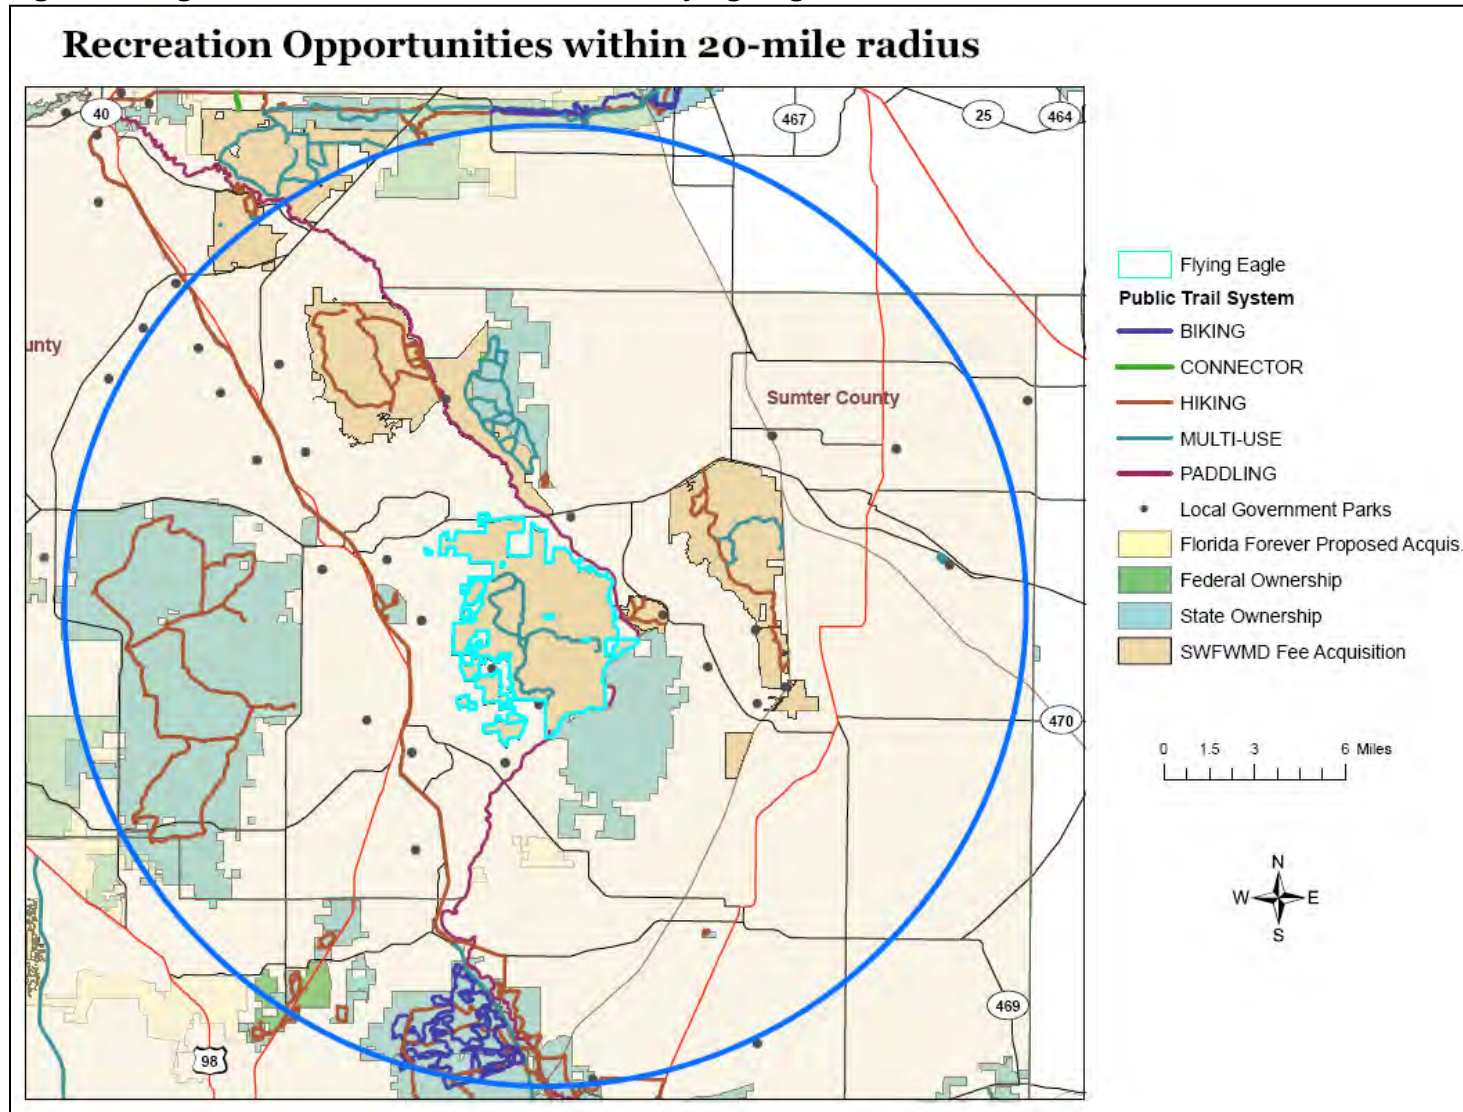 Recreation Opportunities within 20-mile radius
40
467
25
464
unty
Sumter County
470
469
98
Flying Eagle
Public Trail System
BIKING
CONNECTOR
HIKING
MULTI-USE
PADDLING
Local Government Parks
Florida Forever Proposed Acquis.
Federal Ownership
State Ownership
SWFWMD Fee Acquisition
0 1.5 3 6 Miles
N
W E
S